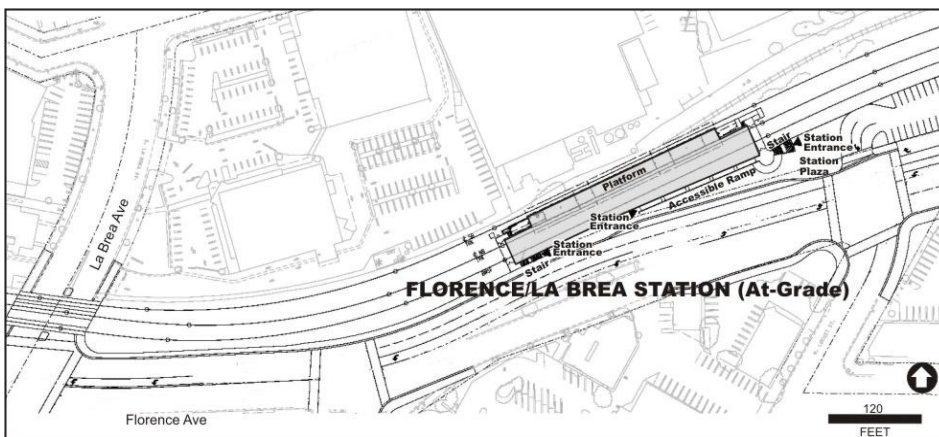 La Brea Ave
Platform
Stair
Station
Entrance
Station
Plaza
Accessible Ramp
Station
Entrance
Station
Entrance
Stair
FLORENCE/LA BREA STATION (At-Grade)
Florence Ave
120
FEET